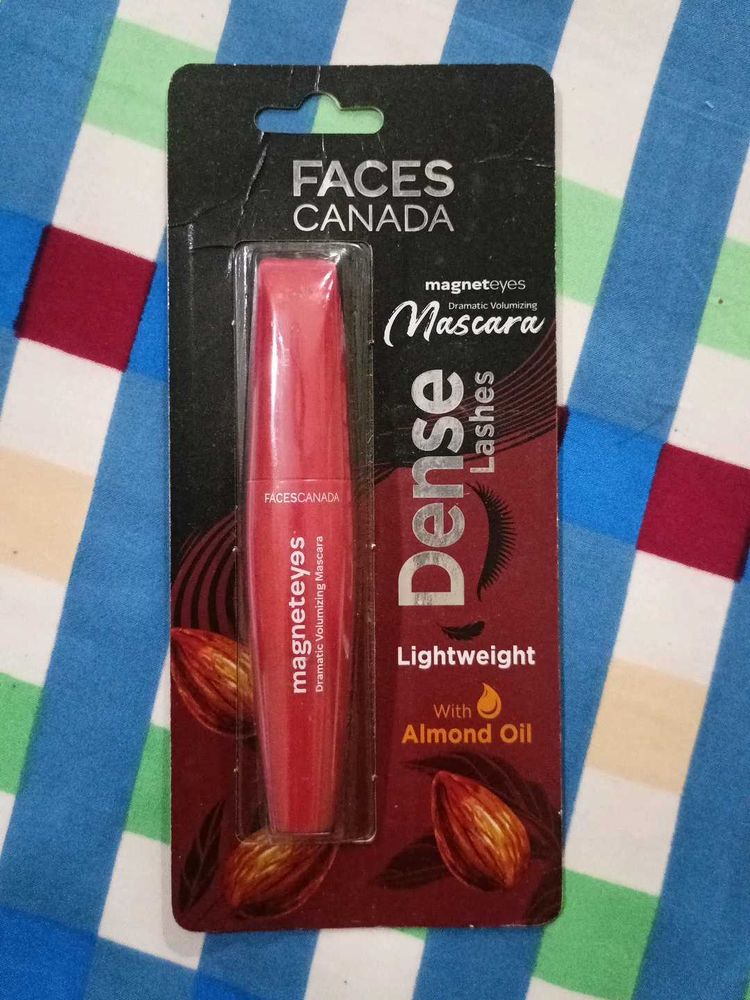 FACES
CANADA
magneteyes
Dramatic Volumizing
Mascara
Dense
Lashes
Lightweight
With
Almond Oil
FACESCANADA
magneteyes
Dramatic Volumizing Mascara